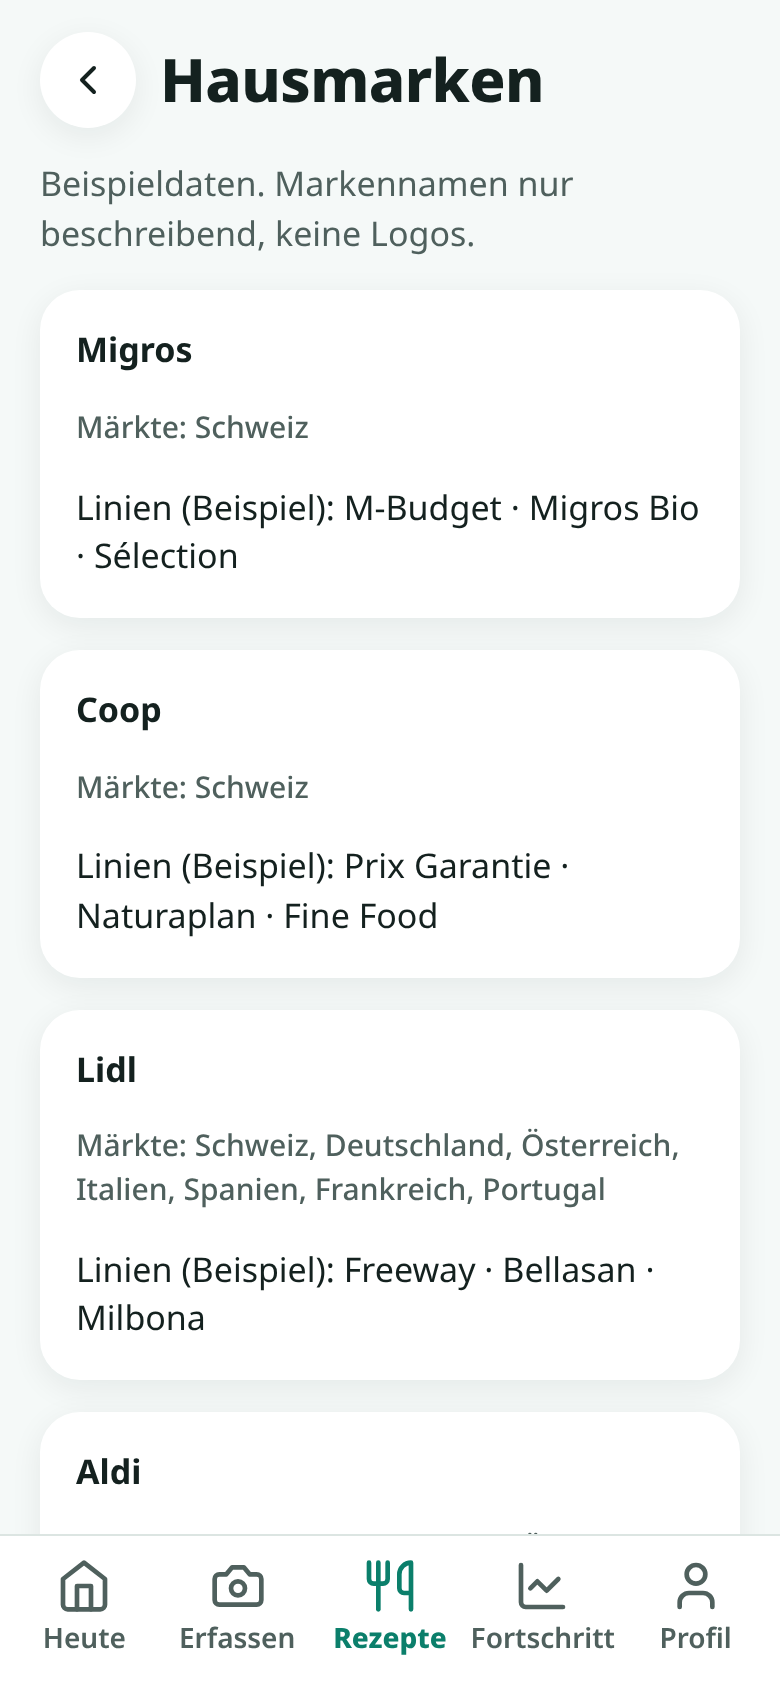 Hausmarken
Beispieldaten. Markennamen nur
beschreibend, keine Logos.
Migros
Märkte: Schweiz
Linien (Beispiel): M-Budget · Migros Bio
· Sélection
Coop
Märkte: Schweiz
Linien (Beispiel): Prix Garantie ·
Naturaplan · Fine Food
Lidl
Märkte: Schweiz, Deutschland, Österreich,
Italien, Spanien, Frankreich, Portugal
Linien (Beispiel): Freeway · Bellasan ·
Milbona
Aldi
Heute
Erfassen
Rezepte
Fortschritt
Profil